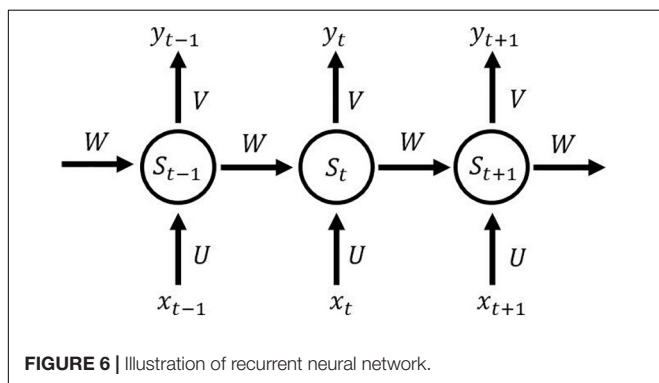 y_{t-1} y_t y_{t+1}
V V V
W W W W
S_{t-1} S_t S_{t+1}
U U U
x_{t-1} x_t x_{t+1}
FIGURE 6 | Illustration of recurrent neural network.